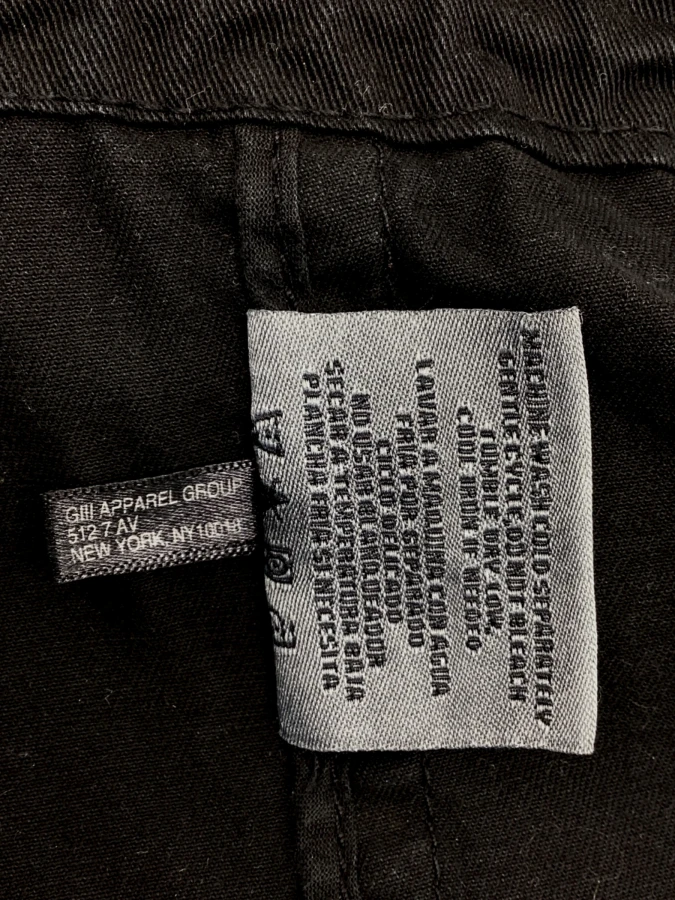 GIII APPAREL GROUP
512 7 AV
NEW YORK, NY 10018
MACHINE WASH COLD SEPARATELY
GENTLE CYCLE DO NOT BLEACH
TUMBLE DRY LOW.
COOL IRON IF NEEDED
LAVAR A MAQUINA CON AGUA
FRIA POR SEPARADO
CICLO DELICADO
NO USAR BLANQUEADOR
SECAR A TEMPERATURA BAJA
PLANCHA FRIA SI NECESITA